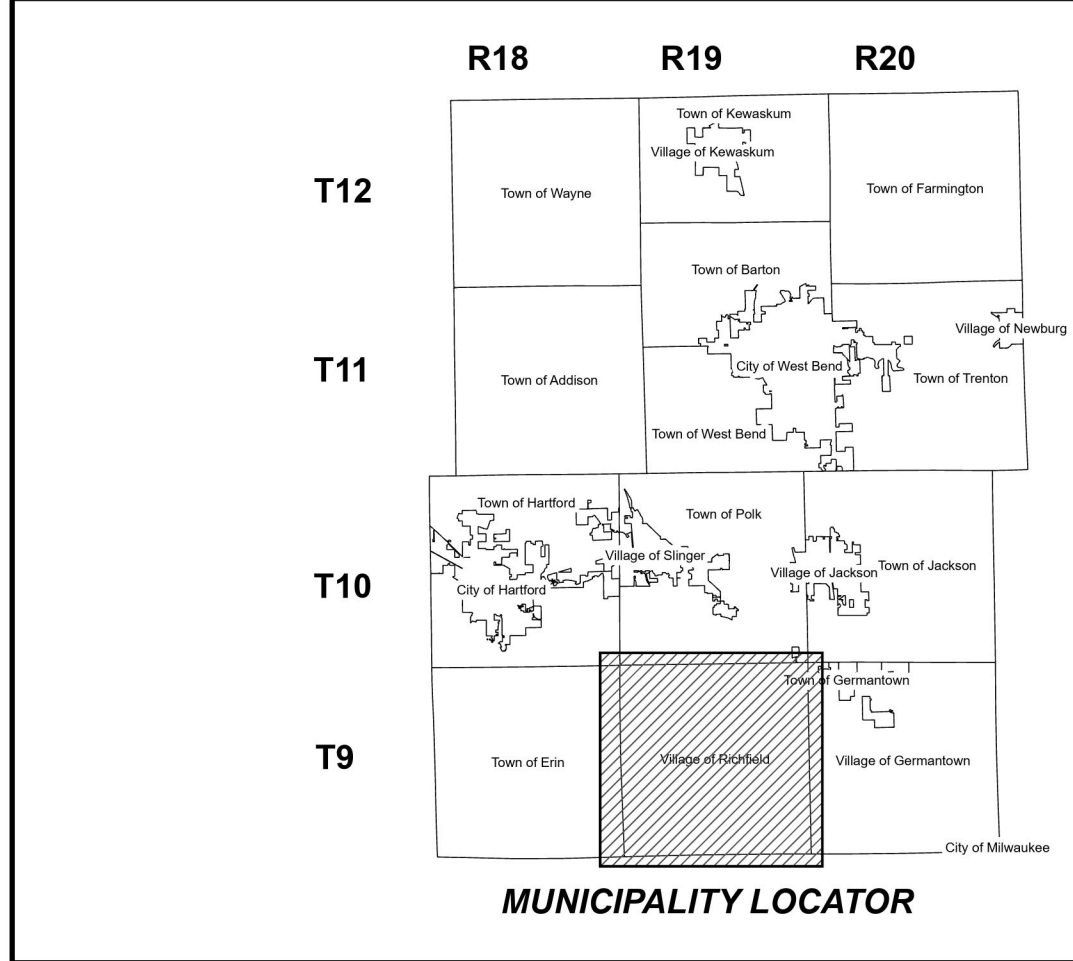 R18 R19 R20
Town of Kewaskum
Village of Kewaskum
T12
Town of Wayne
Town of Farmington
Town of Barton
Village of Newburg
T11
City of West Bend
Town of Addison
Town of Trenton
Town of West Bend
Town of Hartford
Town of Polk
Village of Slinger
Village of Jackson
Town of Jackson
T10
City of Hartford
Town of Germantown
T9
Town of Erin
Village of Richfield
Village of Germantown
City of Milwaukee
MUNICIPALITY LOCATOR